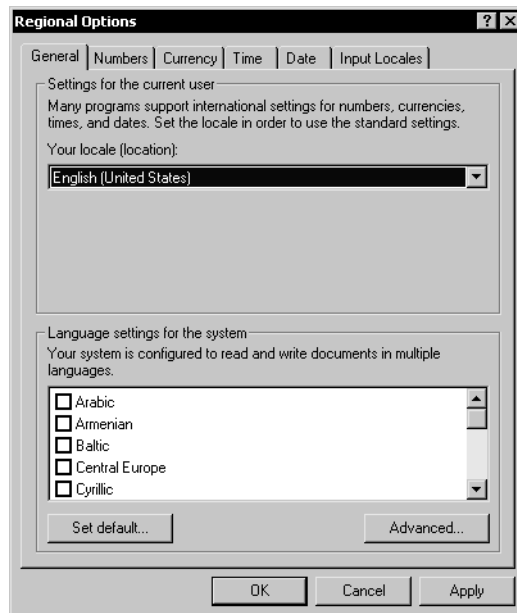 Regional Options
General Numbers Currency Time Date Input Locales
Settings for the current user
Many programs support international settings for numbers, currencies,
times, and dates. Set the locale in order to use the standard settings.
Your locale (location):
English (United States)
Language settings for the system
Your system is configured to read and write documents in multiple
languages.
Arabic
Armenian
Baltic
Central Europe
Cyrillic
Set default... Advanced...
OK Cancel Apply